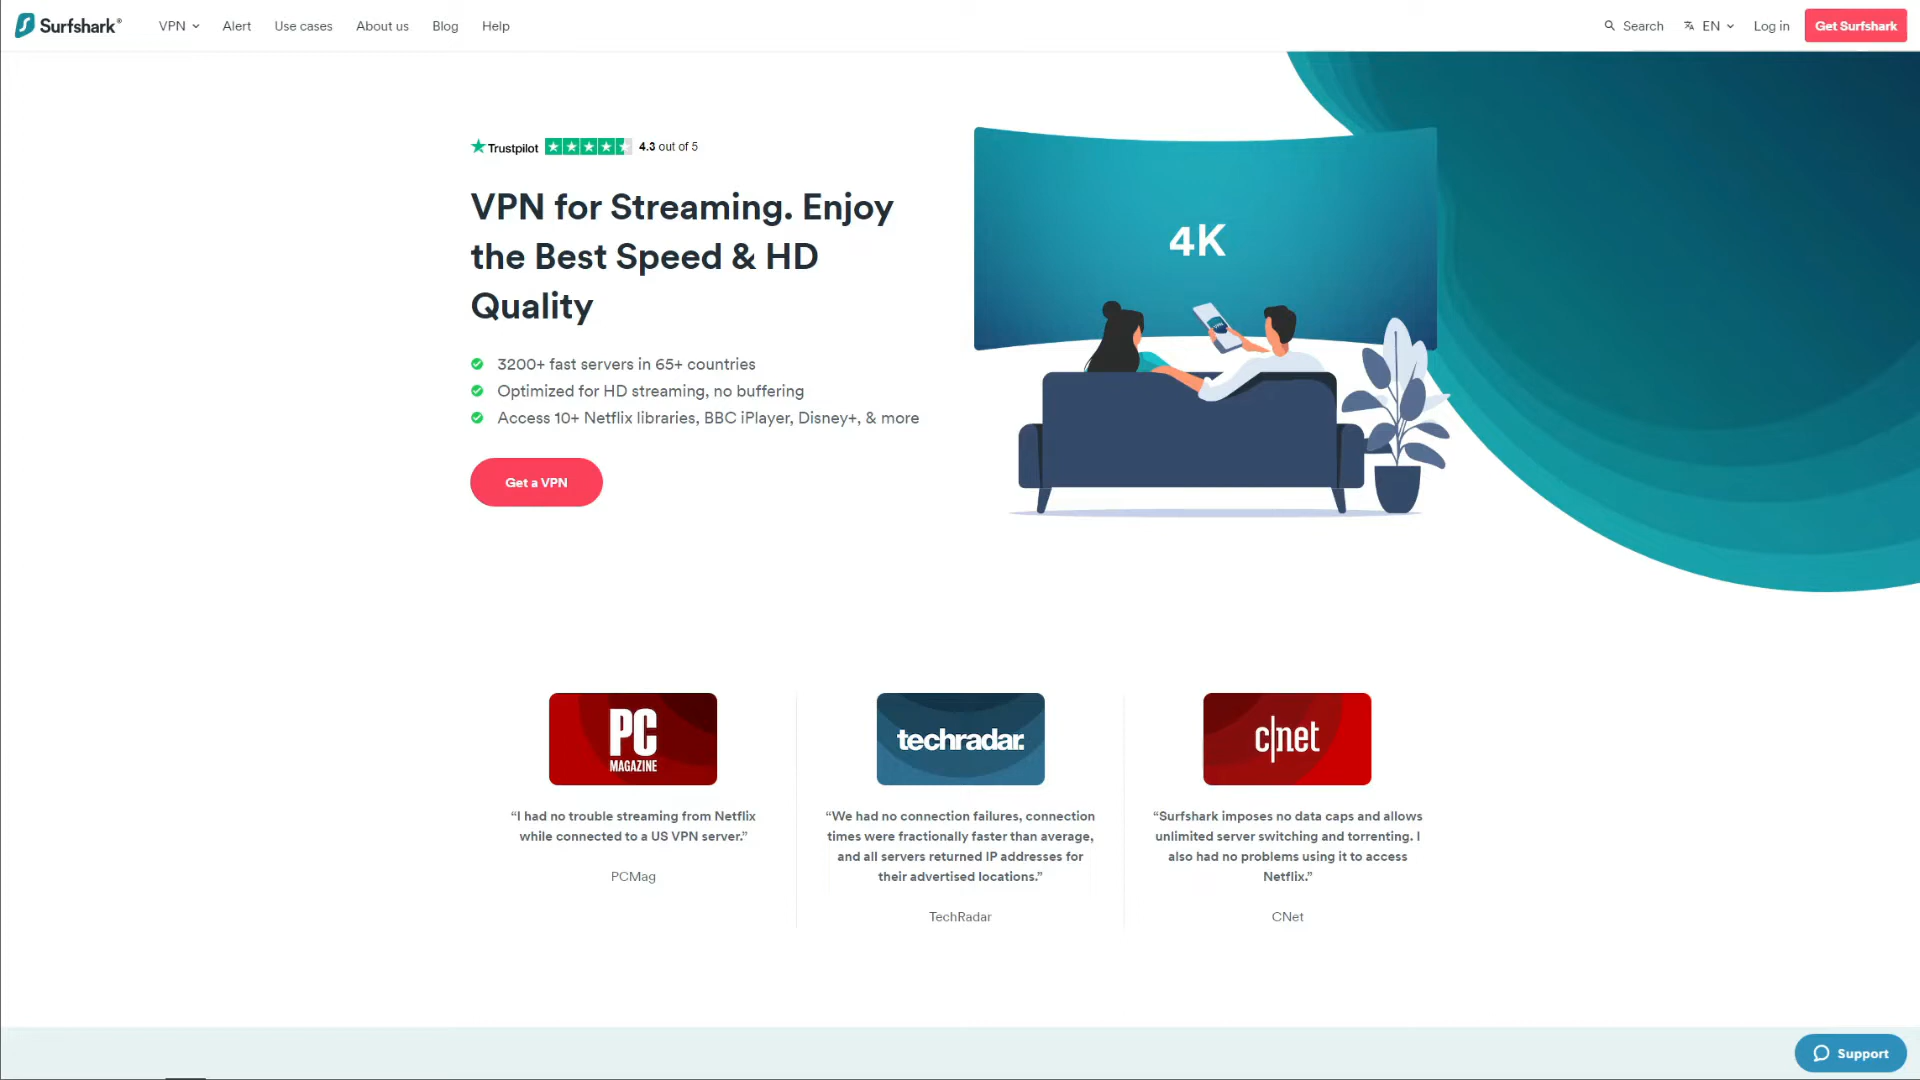 Surfshark®
VPN
Alert
Use cases
About us
Blog
Help
Search
EN
Log in
Get Surfshark
Trustpilot
4.3 out of 5
VPN for Streaming. Enjoy
the Best Speed & HD
Quality
3200+ fast servers in 65+ countries
Optimized for HD streaming, no buffering
Access 10+ Netflix libraries, BBC iPlayer, Disney+, & more
Get a VPN
4K
VPN
PC
MAGAZINE
“I had no trouble streaming from Netflix
while connected to a US VPN server.”
PCMag
techradar.
“We had no connection failures, connection
times were fractionally faster than average,
and all servers returned IP addresses for
their advertised locations.”
TechRadar
c|net
“Surfshark imposes no data caps and allows
unlimited server switching and torrenting. I
also had no problems using it to access
Netflix.”
CNet
Support